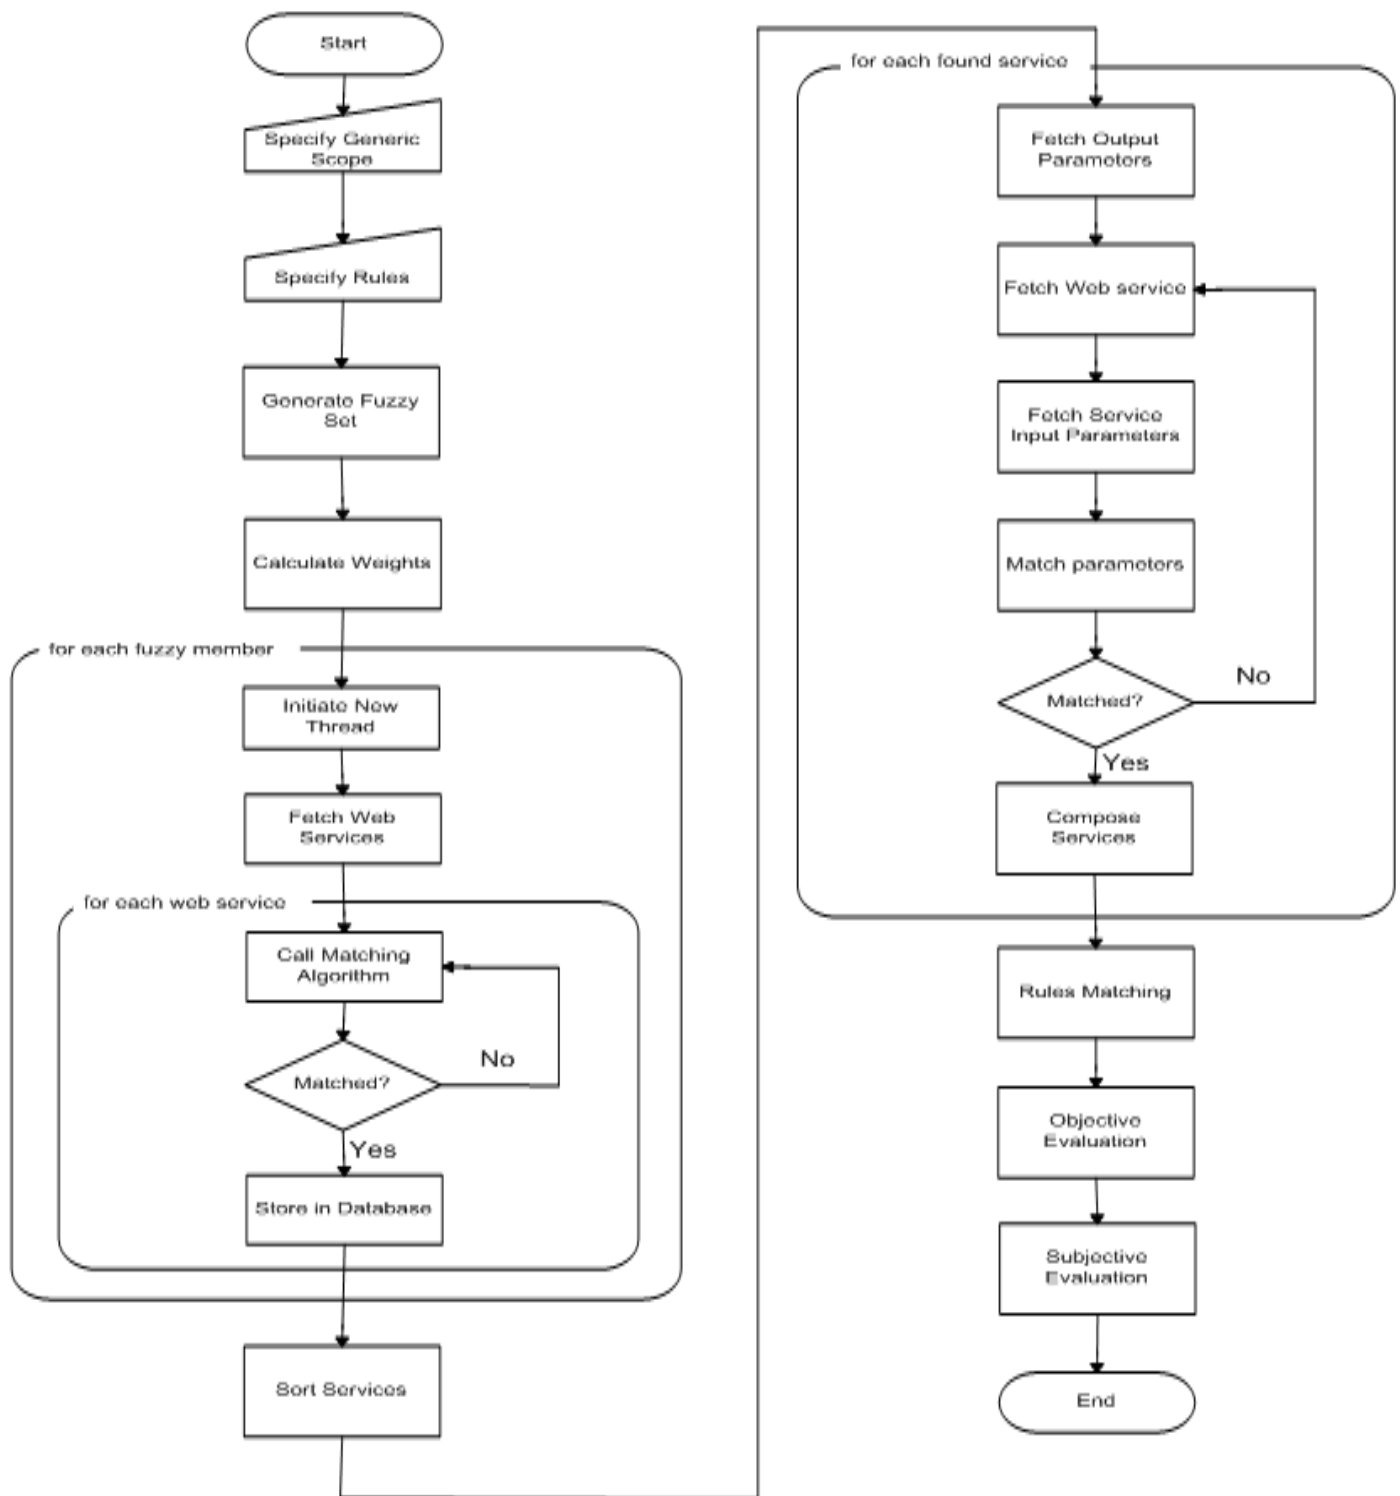 Start
Specify Generic
Scope
Specify Rules
Generate Fuzzy
Set
Calculate Weights
for each fuzzy member
Initiate New
Thread
Fetch Web
Services
for each web service
Call Matching
Algorithm
Matched?
No
Yes
Store in Database
Sort Services
for each found service
Fetch Output
Parameters
Fetch Web service
Fetch Service
Input Parameters
Match parameters
Matched?
No
Yes
Compose
Services
Rules Matching
Objective
Evaluation
Subjective
Evaluation
End